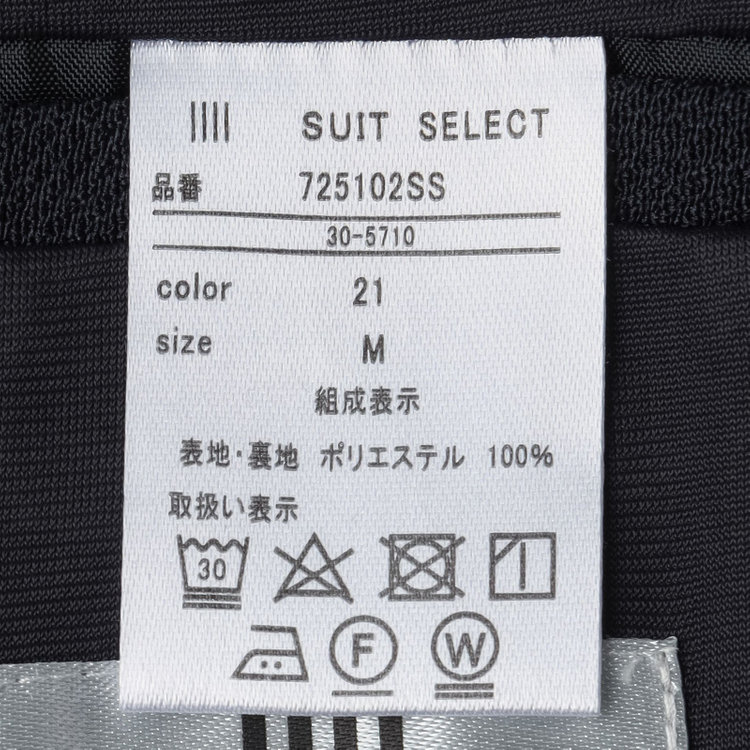 SUIT SELECT
品番 725102SS
30-5710
color 21
size M
組成表示
表地・裏地 ポリエステル 100%
取扱い表示
30
F W